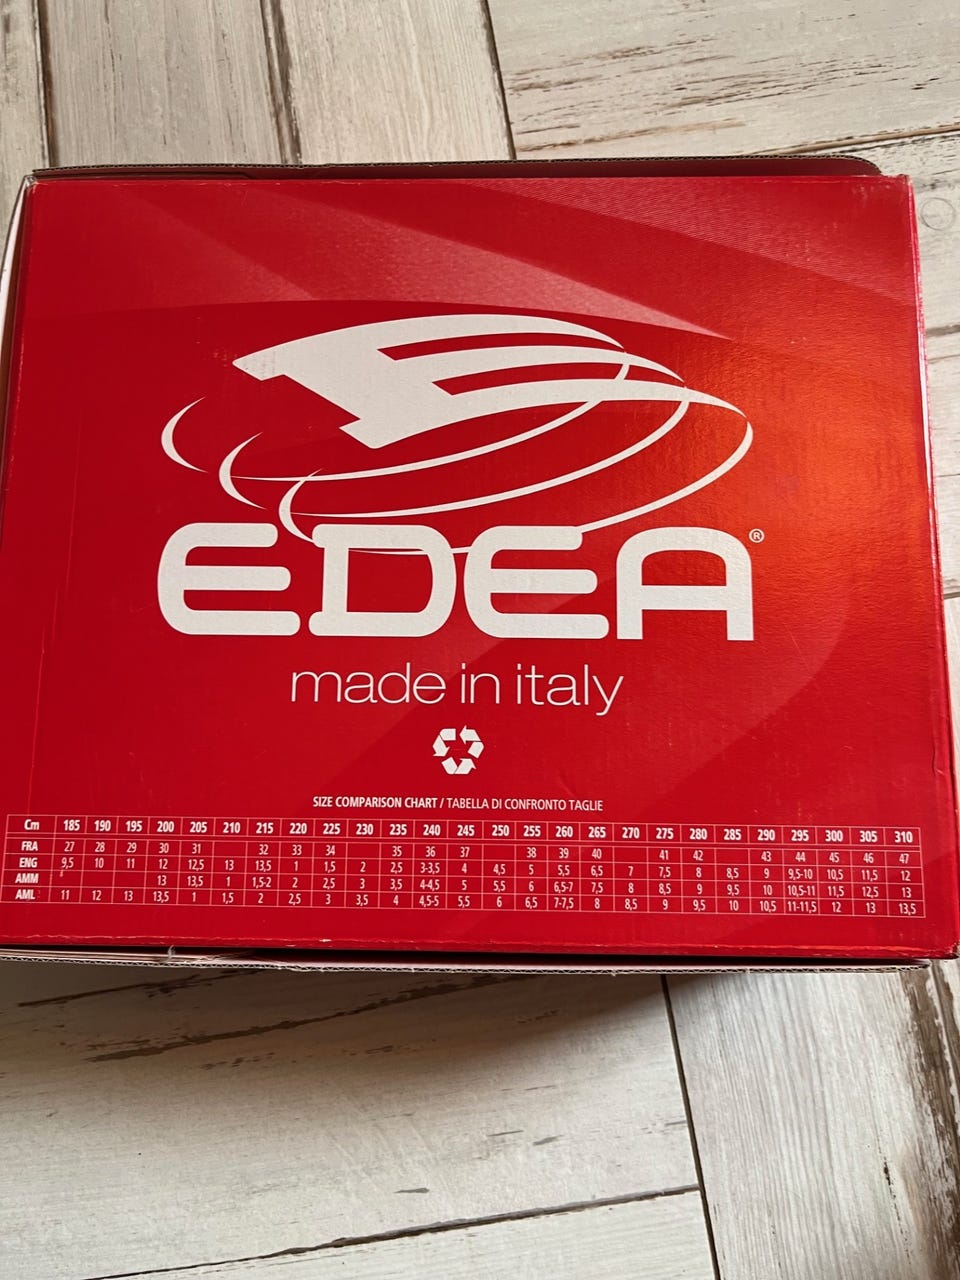 EDEA®
made in italy
SIZE COMPARISON CHART / TABELLA DI CONFRONTO TAGLIE
Cm 185 190 195 200 205 210 215 220 225 230 235 240 245 250 255 260 265 270 275 280 285 290 295 300 305 310
FRA 27 28 29 30 31 32 33 34 35 36 37 38 39 40 41 42 43 44 45 46 47
ENG 9,5 10 11 12 12,5 13 13,5 1 1,5 2 2,5 3-3,5 4 4,5 5 5,5 6,5 7 7,5 8 8,5 9 9,5-10 10,5 11,5 12
AMM 13 13,5 1 1,5-2 2 2,5 3 3,5 4-4,5 5 5,5 6 6,5-7 7,5 8 8,5 9 9,5 10 10,5-11 11,5 12,5 13
AML 11 12 13 13,5 1 1,5 2 2,5 3 3,5 4 4,5-5 5,5 6 6,5 7-7,5 8 8,5 9 9,5 10 10,5 11-11,5 12 13 13,5